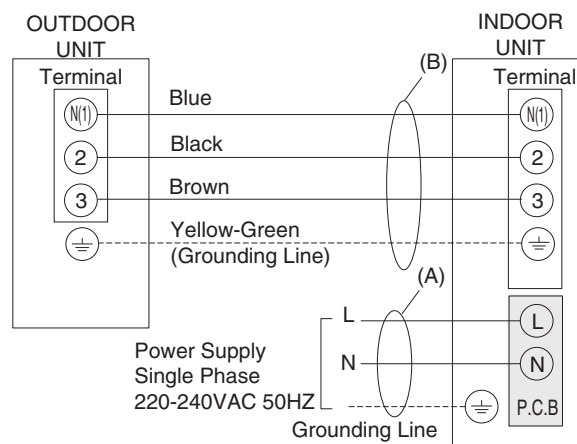 OUTDOOR
UNIT
Terminal
N(1)
2
3
Blue
Black
Brown
Yellow-Green
(Grounding Line)
(B)
(A)
INDOOR
UNIT
Terminal
N(1)
2
3
L
N
Power Supply
Single Phase
220-240VAC 50HZ
Grounding Line
L
N
P.C.B